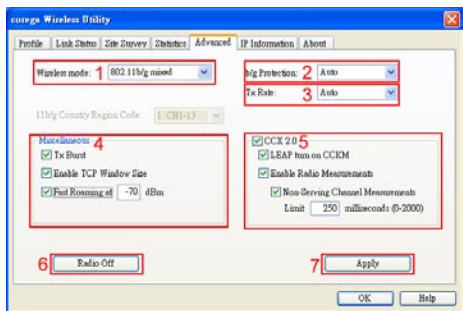 corega Wireless Utility
Profile Link Status Site Survey Statistics Advanced IP Information About
Wireless mode: 1 802.11b/g mixed
b/g Protection: 2 Auto
Tx Rate: 3 Auto
11b/g Country Region Code: 1: CH1-13
Miscellaneous 4
Tx Burst
Enable TCP Window Size
Fast Roaming at -70 dBm
CCX 2.0 5
LEAP turn on CCKM
Enable Radio Measurements
Non-Serving Channel Measurements
Limit 250 milliseconds (0-2000)
6 Radio Off
7 Apply
OK Help